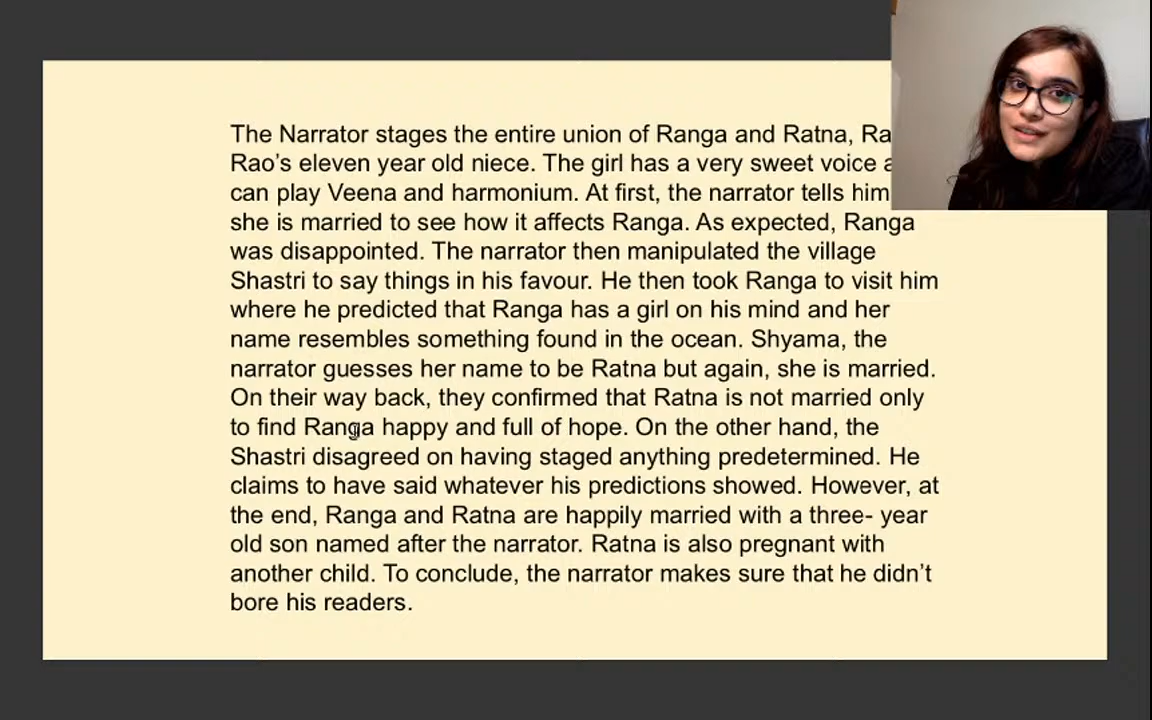 The Narrator stages the entire union of Ranga and Ratna,
Rao's eleven year old niece. The girl has a very sweet voice
can play Veena and harmonium. At first, the narrator tells him
she is married to see how it affects Ranga. As expected, Ranga
was disappointed. The narrator then manipulated the village
Shastri to say things in his favour. He then took Ranga to visit him
where he predicted that Ranga has a girl on his mind and her
name resembles something found in the ocean. Shyama, the
narrator guesses her name to be Ratna but again, she is married.
On their way back, they confirmed that Ratna is not married only
to find Ranga happy and full of hope. On the other hand, the
Shastri disagreed on having staged anything predetermined. He
claims to have said whatever his predictions showed. However, at
the end, Ranga and Ratna are happily married with a three- year
old son named after the narrator. Ratna is also pregnant with
another child. To conclude, the narrator makes sure that he didn't
bore his readers.